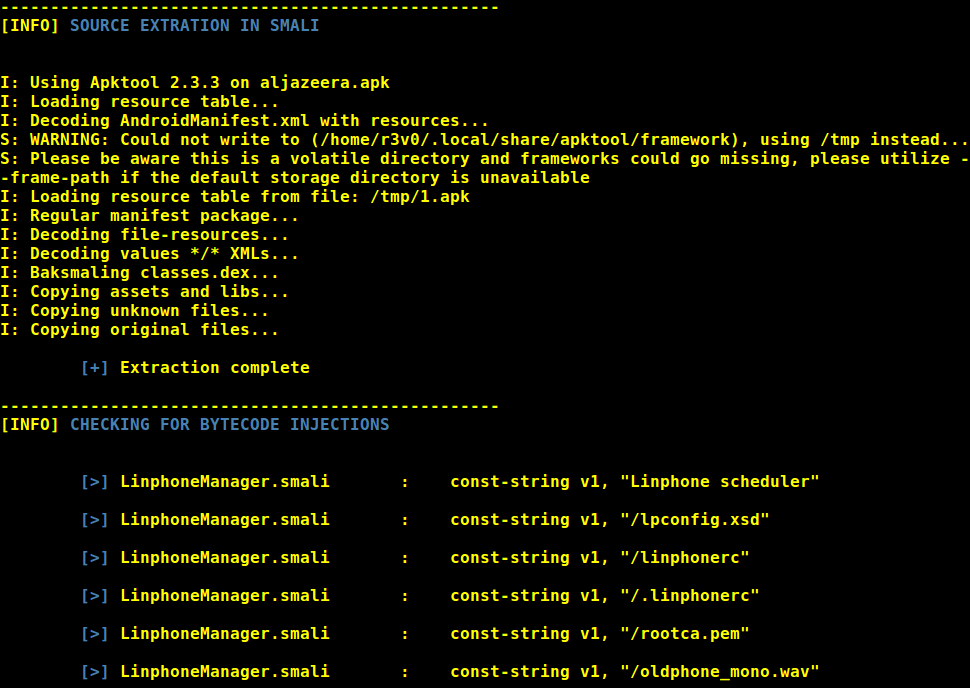 --------------------------------------------------
[INFO] SOURCE EXTRATION IN SMALI
I: Using Apktool 2.3.3 on aljazeera.apk
I: Loading resource table...
I: Decoding AndroidManifest.xml with resources...
S: WARNING: Could not write to (/home/r3v0/.local/share/apktool/framework), using /tmp instead...
S: Please be aware this is a volatile directory and frameworks could go missing, please utilize -
-frame-path if the default storage directory is unavailable
I: Loading resource table from file: /tmp/1.apk
I: Regular manifest package...
I: Decoding file-resources...
I: Decoding values */* XMLs...
I: Baksmaling classes.dex...
I: Copying assets and libs...
I: Copying unknown files...
I: Copying original files...
[+] Extraction complete
--------------------------------------------------
[INFO] CHECKING FOR BYTECODE INJECTIONS
[>] LinphoneManager.smali       :    const-string v1, "Linphone scheduler"
[>] LinphoneManager.smali       :    const-string v1, "/lpconfig.xsd"
[>] LinphoneManager.smali       :    const-string v1, "/linphonerc"
[>] LinphoneManager.smali       :    const-string v1, "/.linphonerc"
[>] LinphoneManager.smali       :    const-string v1, "/rootca.pem"
[>] LinphoneManager.smali       :    const-string v1, "/oldphone_mono.wav"